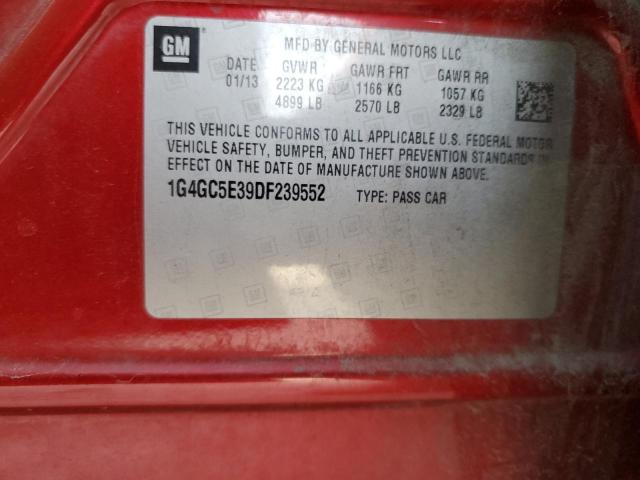 GM
MFD BY GENERAL MOTORS LLC
DATE GVWR GAWR FRT GAWR RR
01/13 2223 KG 1166 KG 1057 KG
4899 LB 2570 LB 2329 LB
THIS VEHICLE CONFORMS TO ALL APPLICABLE U.S. FEDERAL MOTOR
VEHICLE SAFETY, BUMPER, AND THEFT PREVENTION STANDARDS IN
EFFECT ON THE DATE OF MANUFACTURE SHOWN ABOVE.
1G4GC5E39DF239552 TYPE: PASS CAR